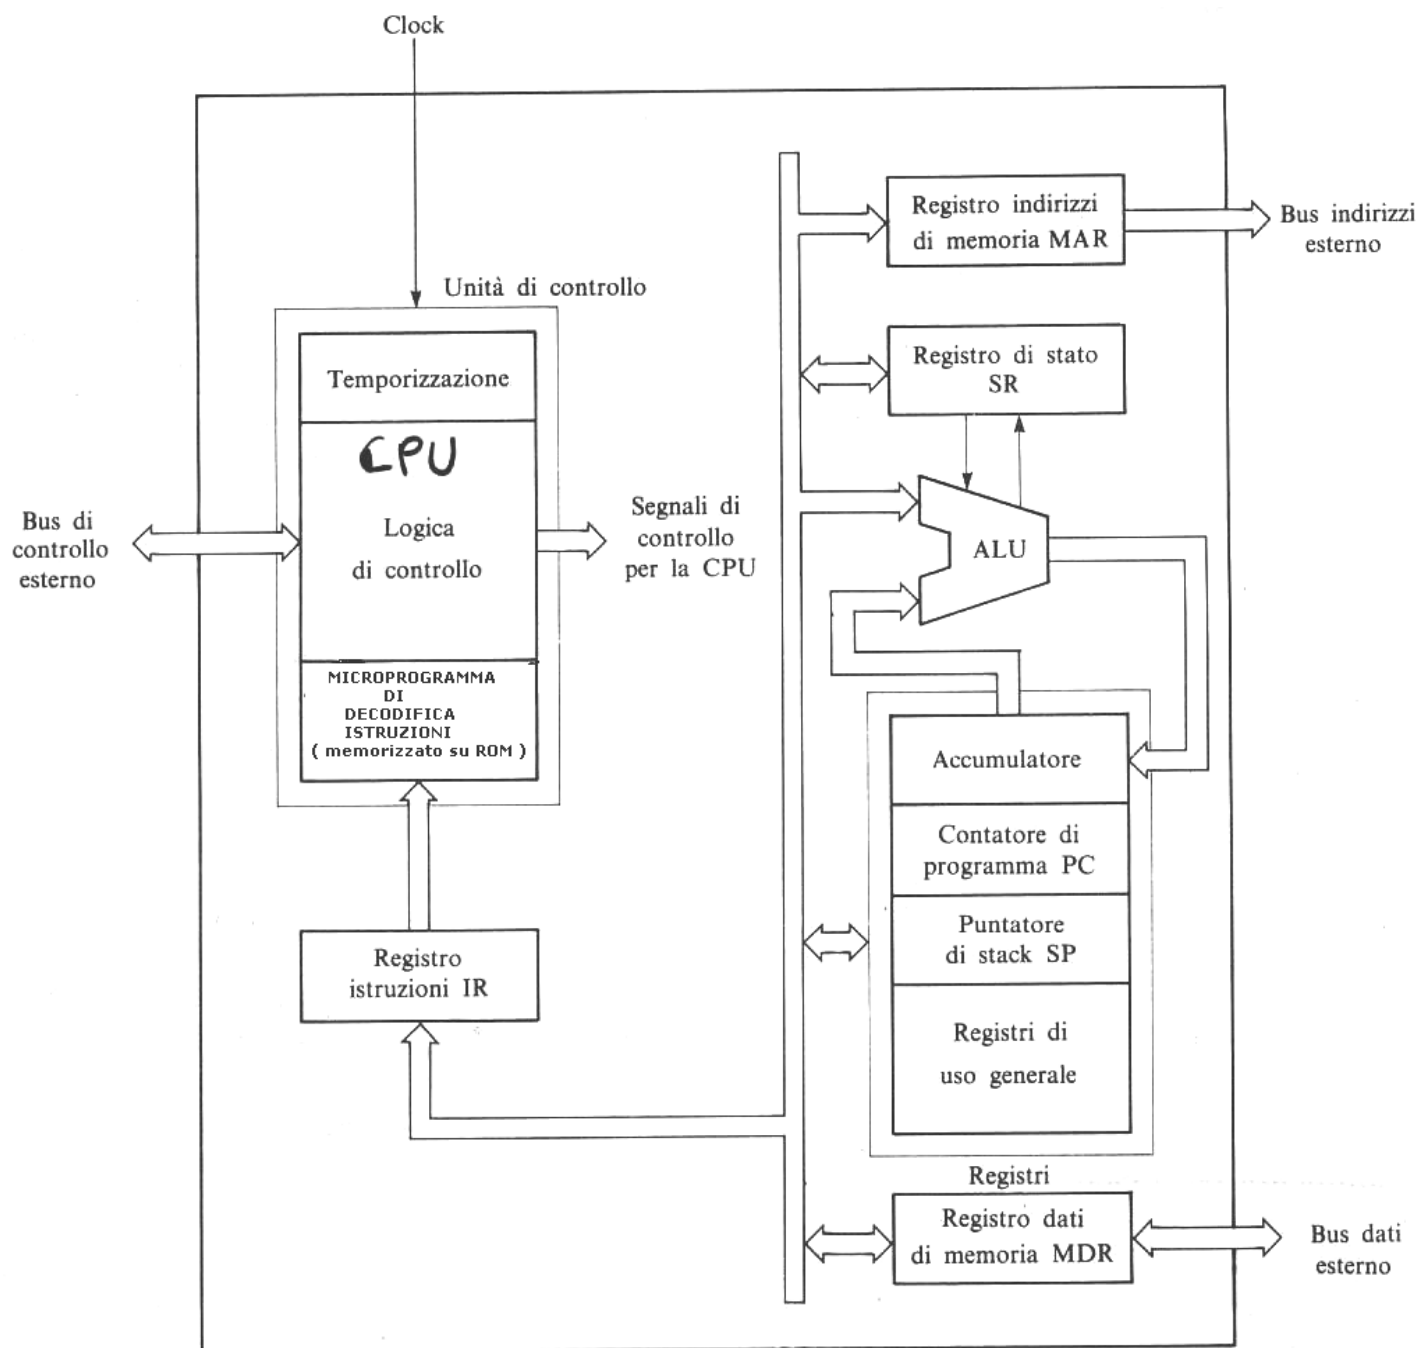 Clock
Registro indirizzi
di memoria MAR
Bus indirizzi
esterno
Unità di controllo
Temporizzazione
CPU
Logica
di controllo
Bus di
controllo
esterno
Segnali di
controllo
per la CPU
MICROPROGRAMMA
DI
DECODIFICA
ISTRUZIONI
( memorizzato su ROM )
Registro
istruzioni IR
Registro di stato
SR
ALU
Accumulatore
Contatore di
programma PC
Puntatore
di stack SP
Registri di
uso generale
Registri
Registro dati
di memoria MDR
Bus dati
esterno